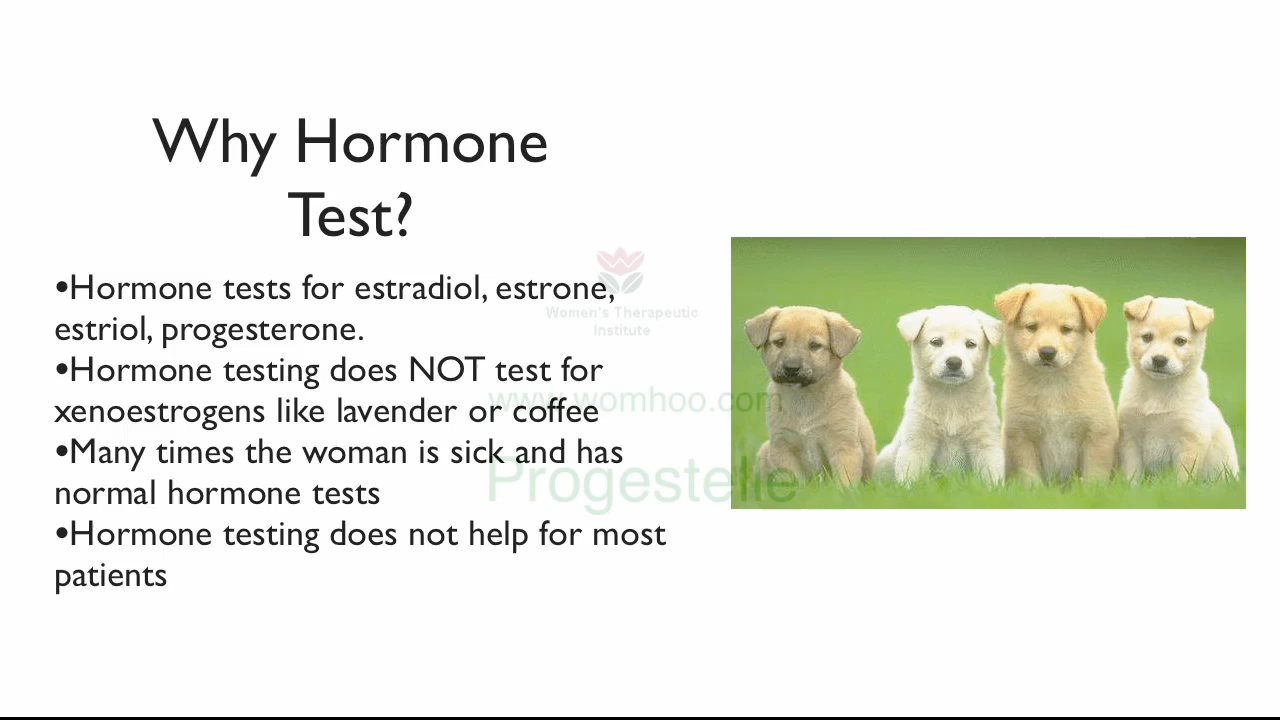 Why Hormone
Test?
•Hormone tests for estradiol, estrone,
estriol, progesterone.
•Hormone testing does NOT test for
xenoestrogens like lavender or coffee
•Many times the woman is sick and has
normal hormone tests
•Hormone testing does not help for most
patients
Women's Therapeutic
Institute
www.womhoo.com
Progestelle